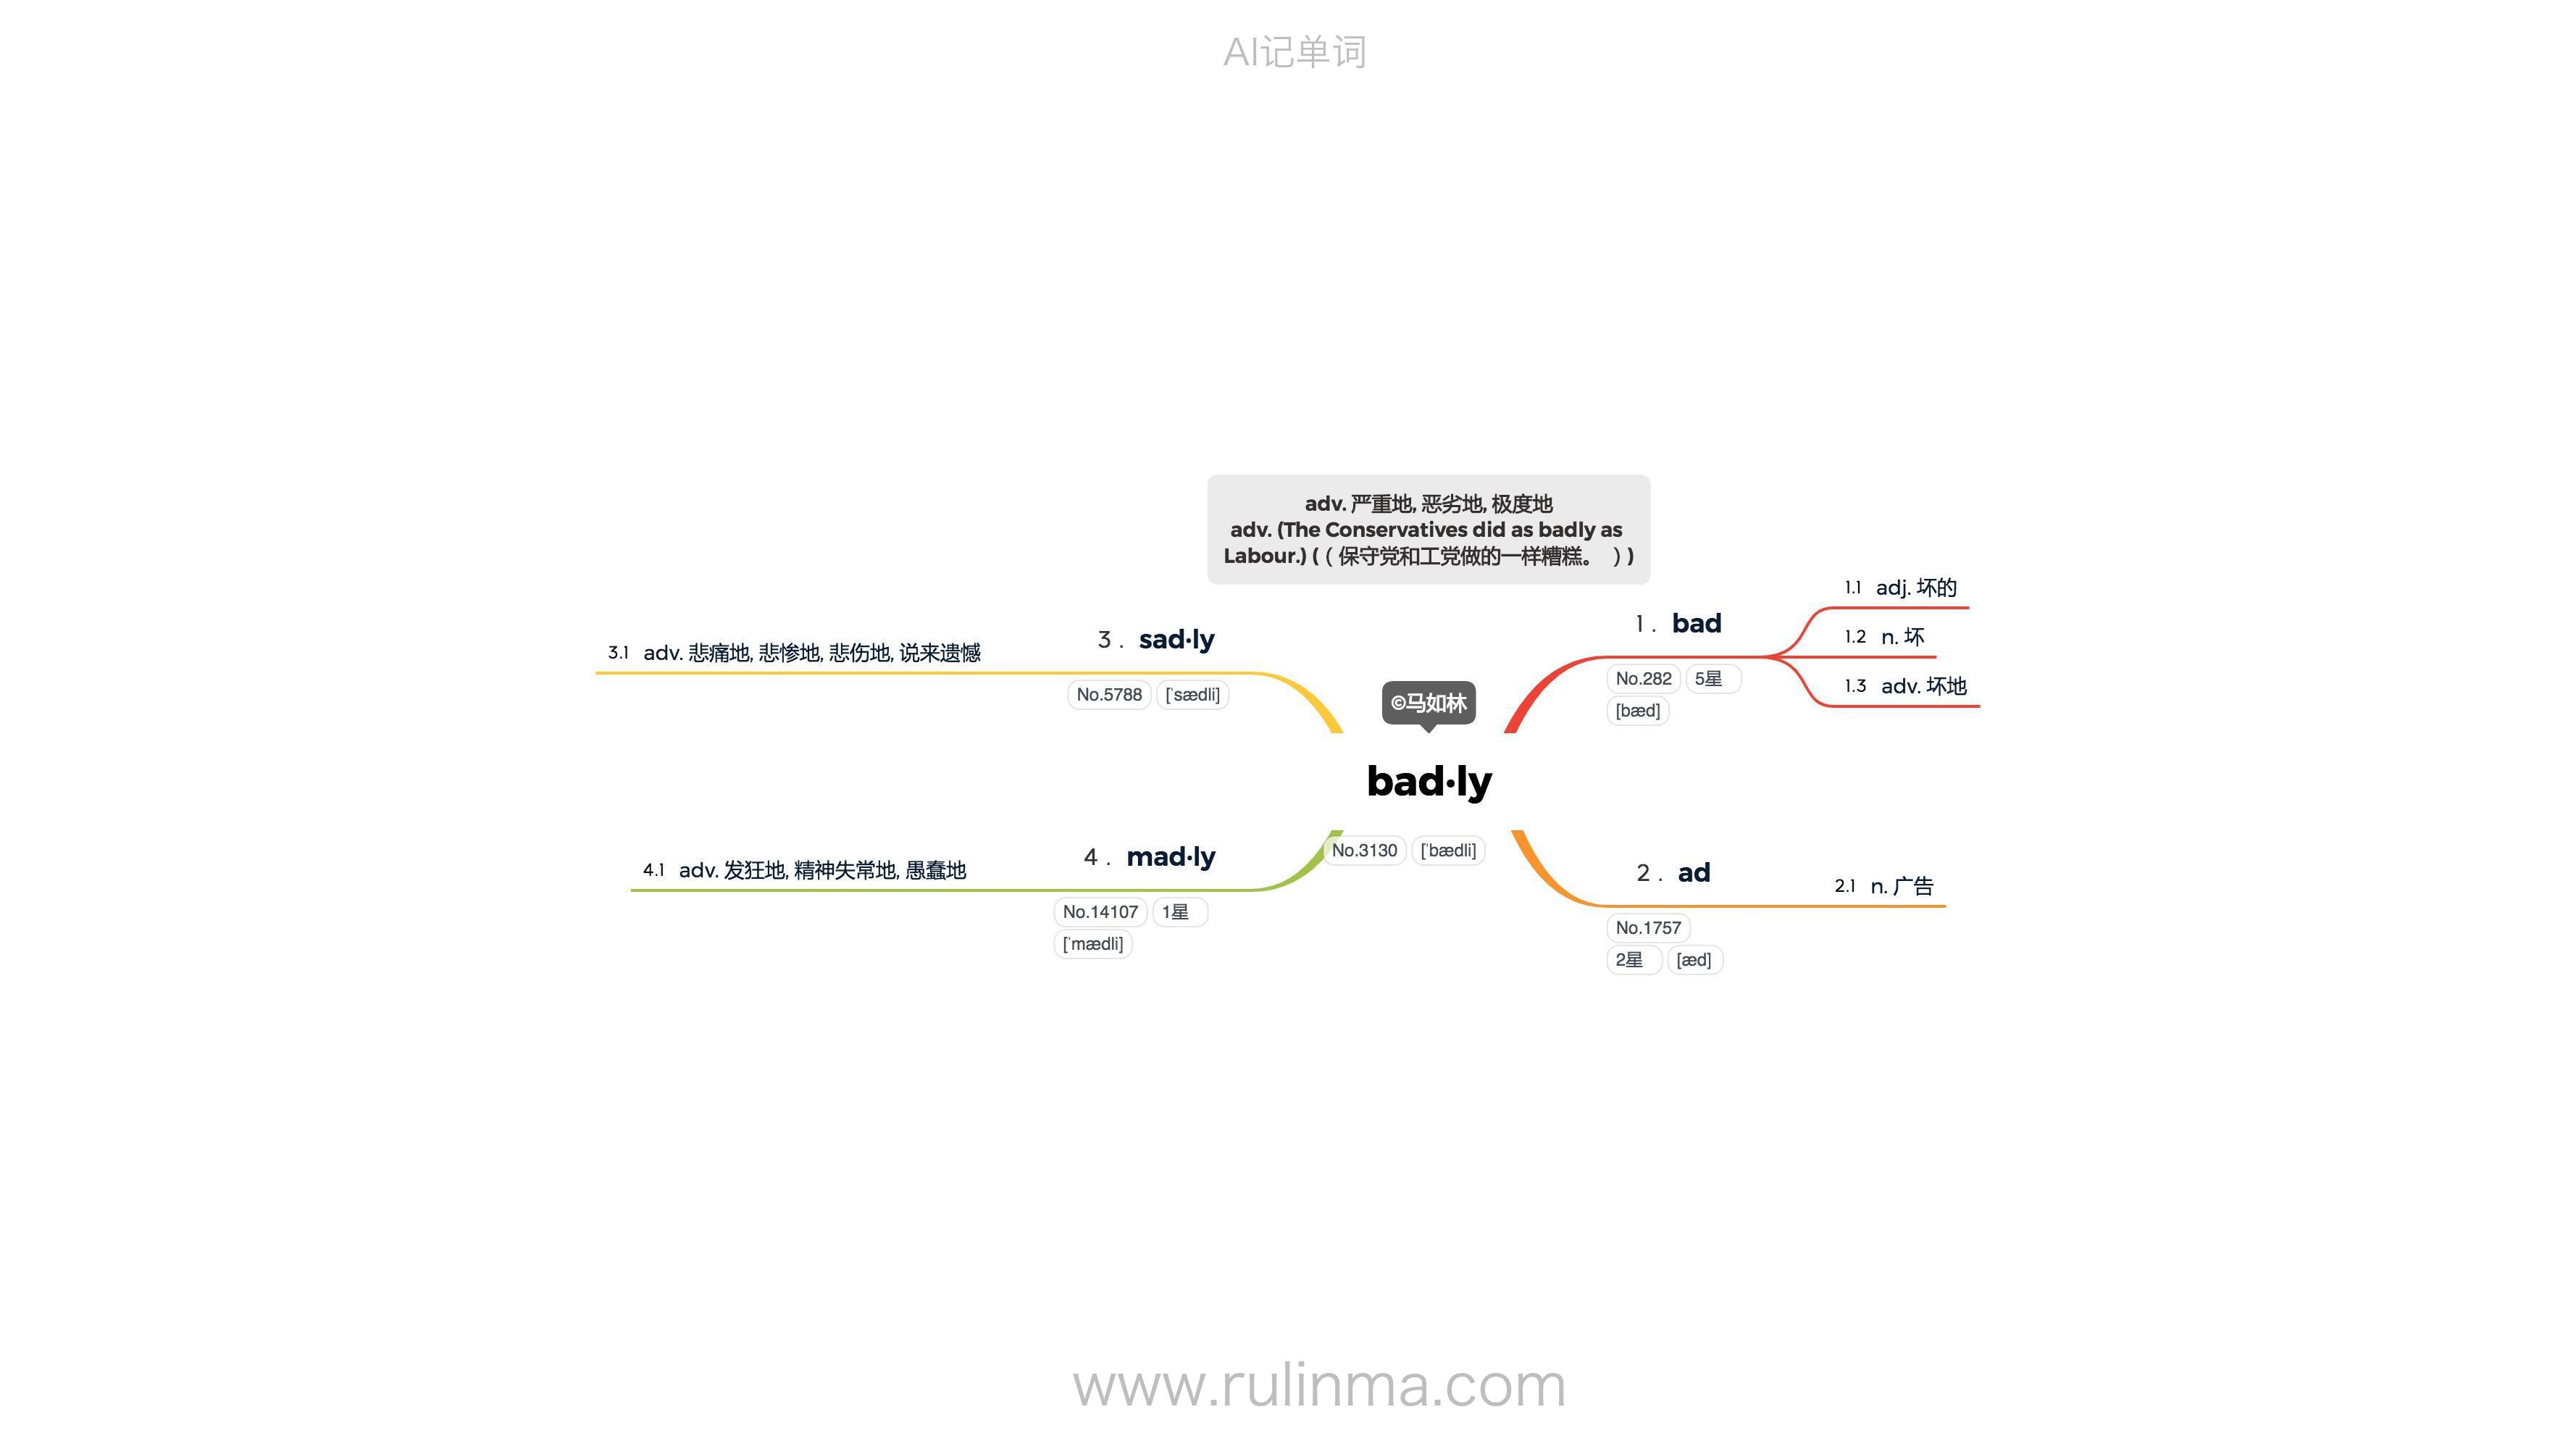 AI记单词
adv. 严重地, 恶劣地, 极度地
adv. (The Conservatives did as badly as
Labour.) (（保守党和工党做的一样糟糕。 ）)
©马如林
bad·ly
No.3130 ['bædli]
1 . bad
No.282 5星
[bæd]
1.1 adj. 坏的
1.2 n. 坏
1.3 adv. 坏地
2 . ad
No.1757
2星 [æd]
2.1 n. 广告
3 . sad·ly
No.5788 ['sædli]
3.1 adv. 悲痛地, 悲惨地, 悲伤地, 说来遗憾
4 . mad·ly
No.14107 1星
['mædli]
4.1 adv. 发狂地, 精神失常地, 愚蠢地
www.rulinma.com